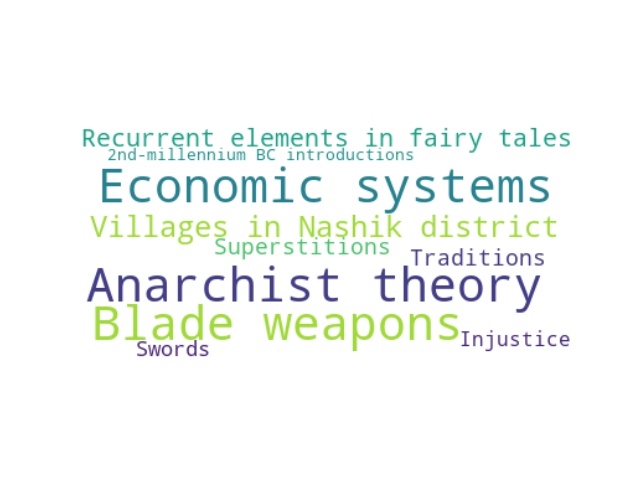 Recurrent elements in fairy tales
2nd-millennium BC introductions
Economic systems
Villages in Nashik district
Superstitions
Traditions
Anarchist theory
Blade weapons
Injustice
Swords